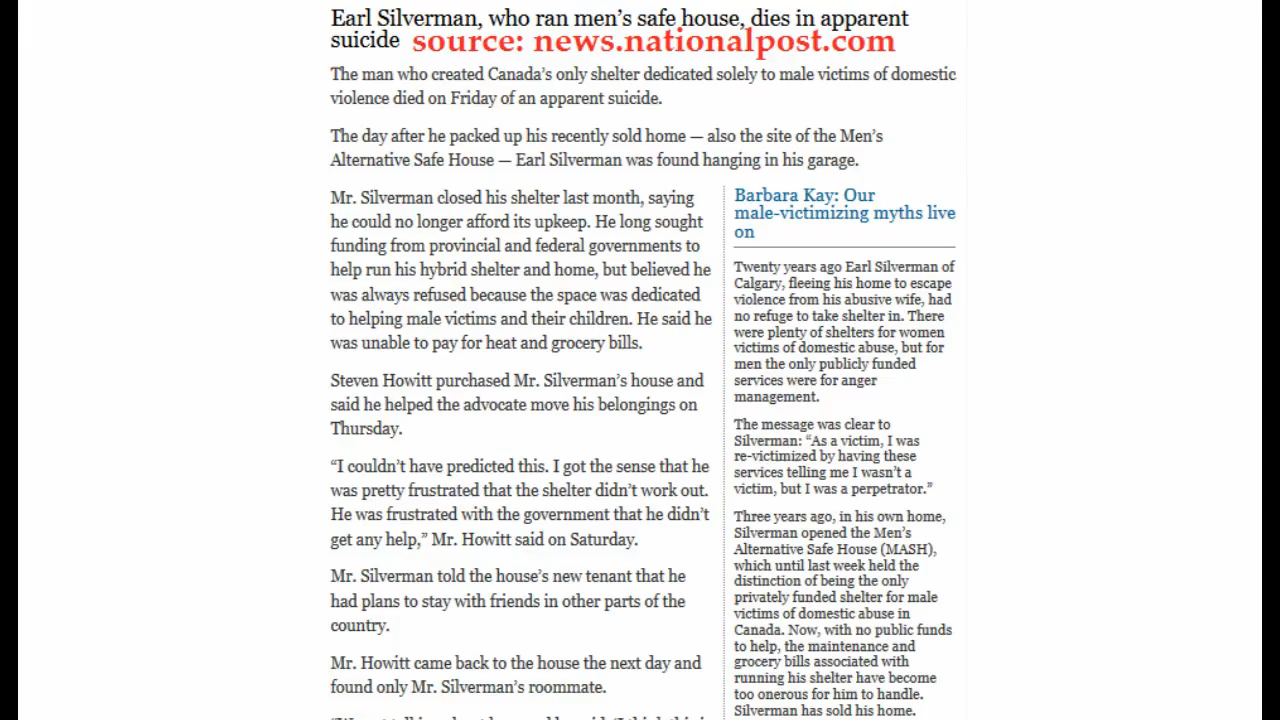 Earl Silverman, who ran men's safe house, dies in apparent
suicide source: news.nationalpost.com
The man who created Canada's only shelter dedicated solely to male victims of domestic
violence died on Friday of an apparent suicide.
The day after he packed up his recently sold home — also the site of the Men's
Alternative Safe House — Earl Silverman was found hanging in his garage.
Mr. Silverman closed his shelter last month, saying
he could no longer afford its upkeep. He long sought
funding from provincial and federal governments to
help run his hybrid shelter and home, but believed he
was always refused because the space was dedicated
to helping male victims and their children. He said he
was unable to pay for heat and grocery bills.
Steven Howitt purchased Mr. Silverman's house and
said he helped the advocate move his belongings on
Thursday.
“I couldn't have predicted this. I got the sense that he
was pretty frustrated that the shelter didn't work out.
He was frustrated with the government that he didn't
get any help,” Mr. Howitt said on Saturday.
Mr. Silverman told the house's new tenant that he
had plans to stay with friends in other parts of the
country.
Mr. Howitt came back to the house the next day and
found only Mr. Silverman's roommate.
Barbara Kay: Our
male-victimizing myths live
on
Twenty years ago Earl Silverman of
Calgary, fleeing his home to escape
violence from his abusive wife, had
no refuge to take shelter in. There
were plenty of shelters for women
victims of domestic abuse, but for
men the only publicly funded
services were for anger
management.
The message was clear to
Silverman: “As a victim, I was
re-victimized by having these
services telling me I wasn't a
victim, but I was a perpetrator.”
Three years ago, in his own home,
Silverman opened the Men's
Alternative Safe House (MASH),
which until last week held the
distinction of being the only
privately funded shelter for male
victims of domestic abuse in
Canada. Now, with no public funds
to help, the maintenance and
grocery bills associated with
running his shelter have become
too onerous for him to handle.
Silverman has sold his home.